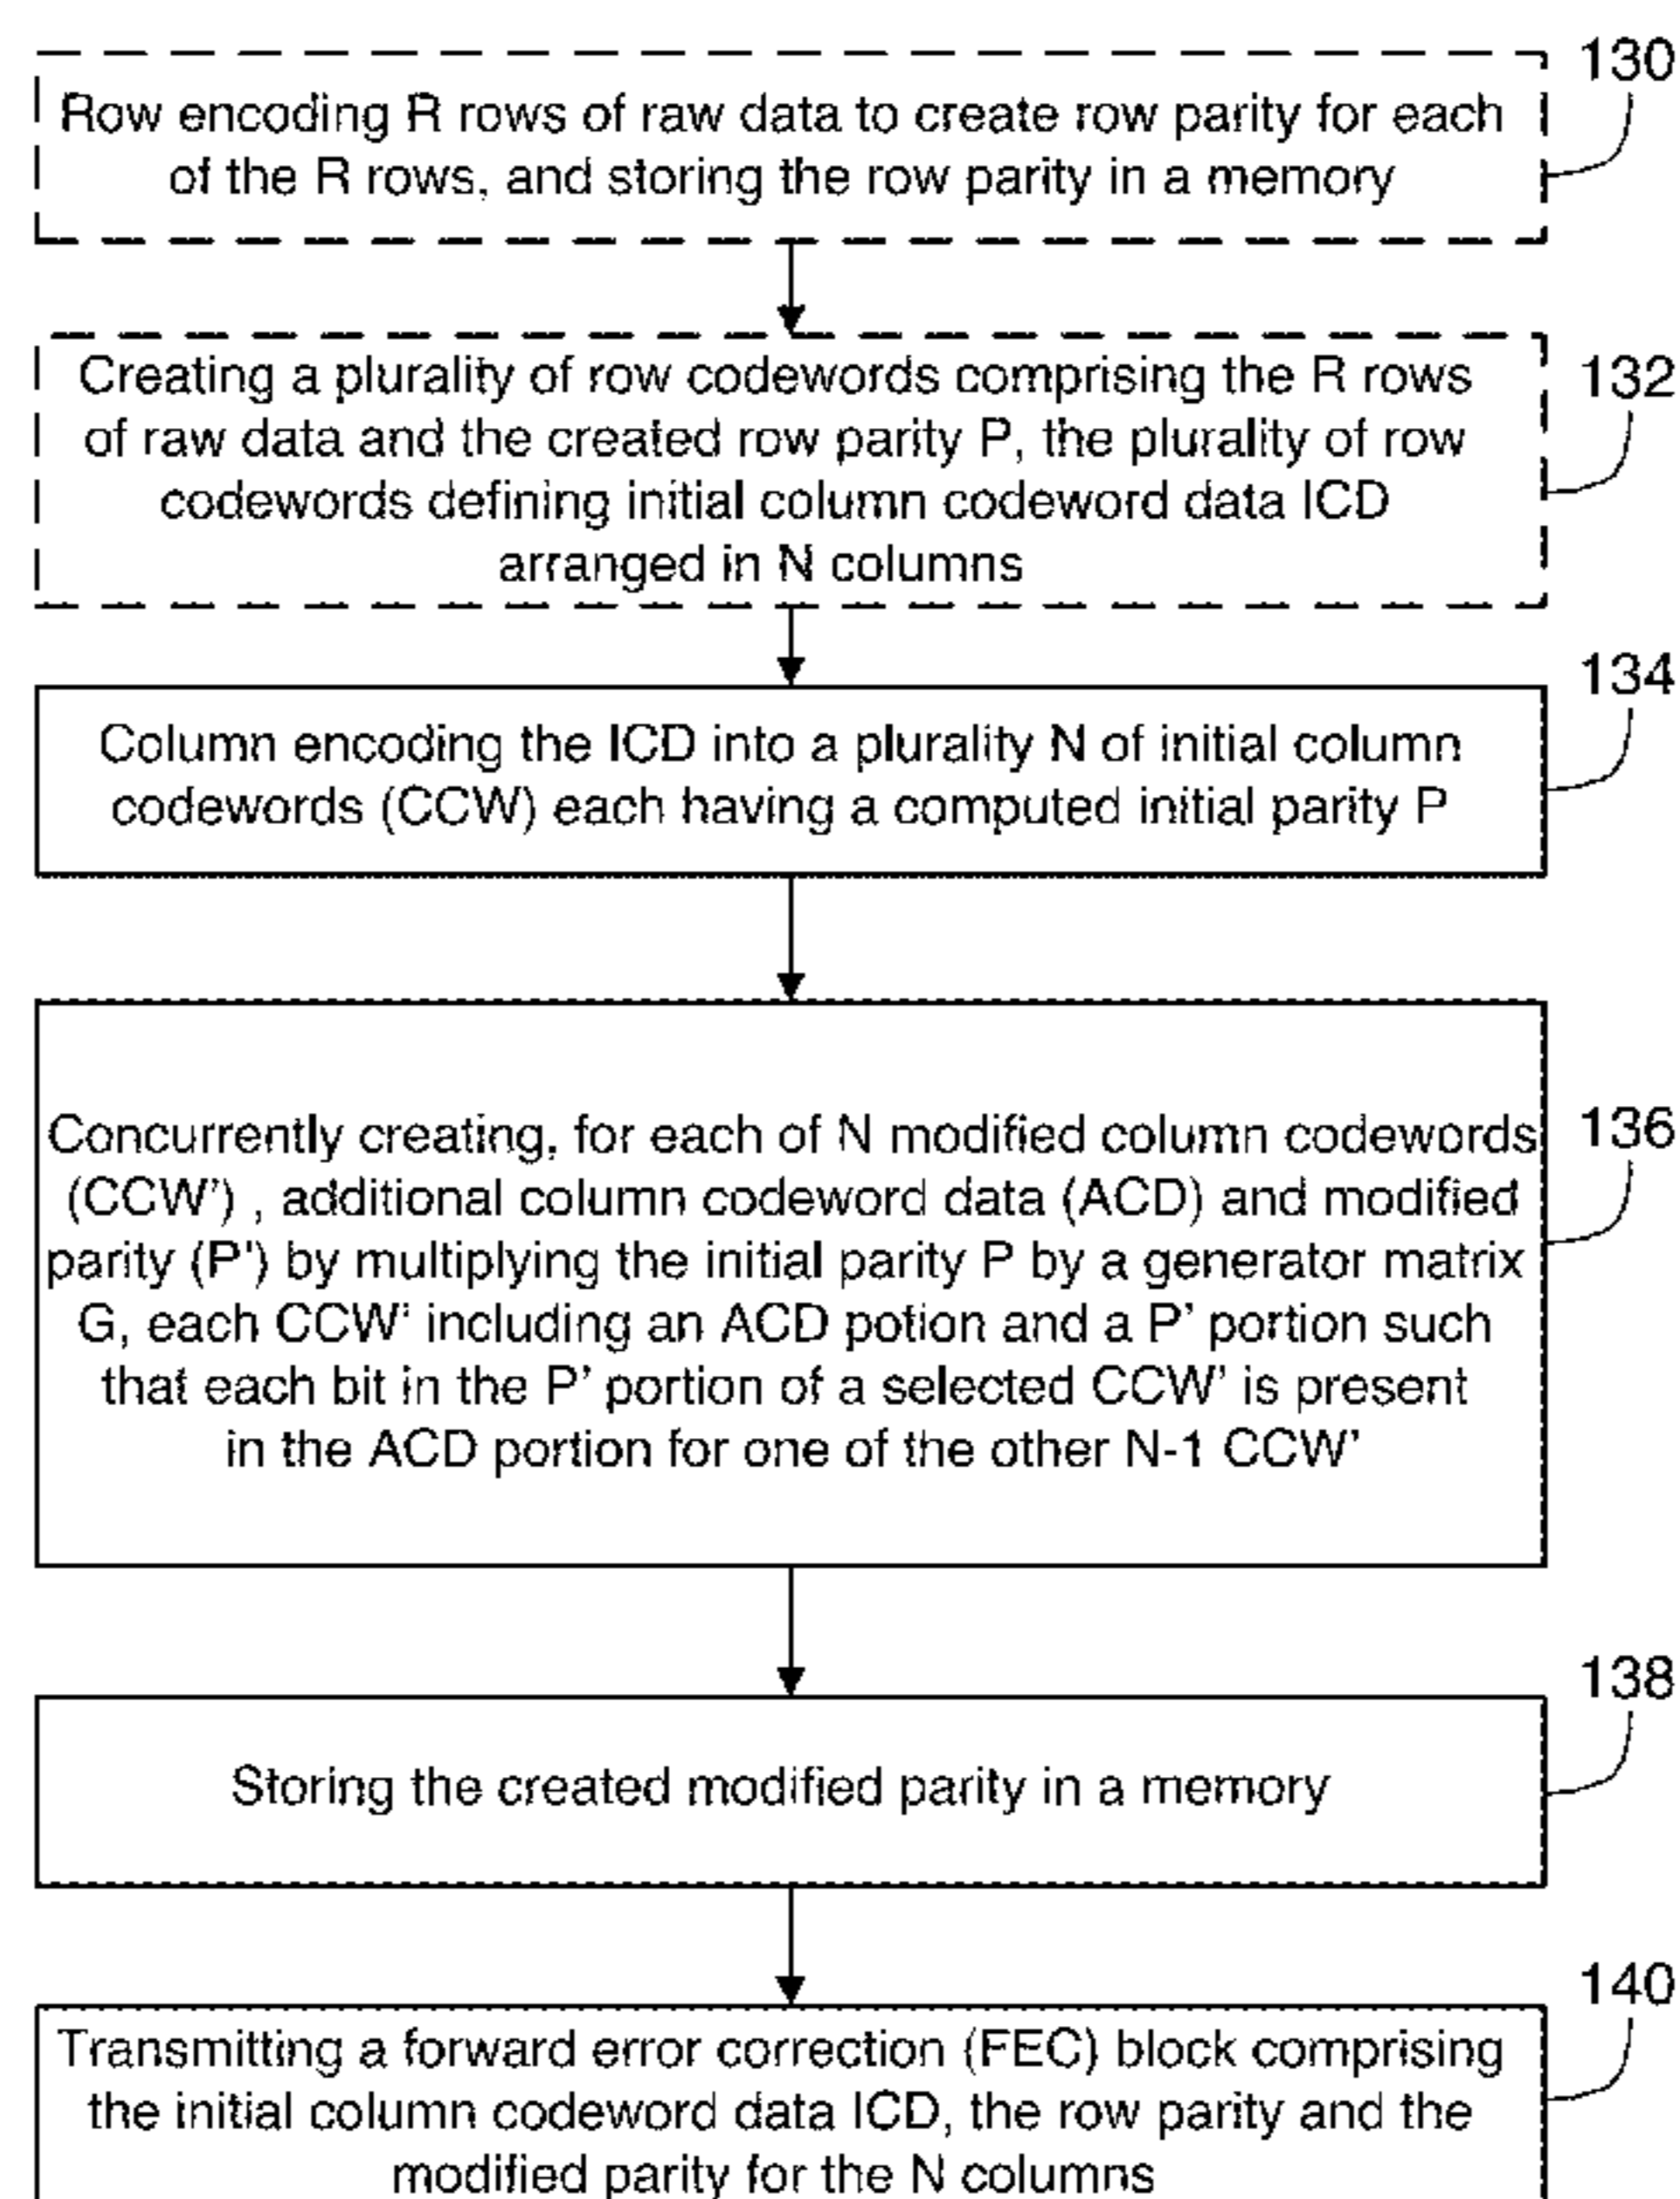 130
Row encoding R rows of raw data to create row parity for each
of the R rows, and storing the row parity in a memory
132
Creating a plurality of row codewords comprising the R rows
of raw data and the created row parity P, the plurality of row
codewords defining initial column codeword data ICD
arranged in N columns
134
Column encoding the ICD into a plurality N of initial column
codewords (CCW) each having a computed initial parity P
136
Concurrently creating, for each of N modified column codewords
(CCW') , additional column codeword data (ACD) and modified
parity (P') by multiplying the initial parity P by a generator matrix
G, each CCW' including an ACD potion and a P' portion such
that each bit in the P' portion of a selected CCW' is present
in the ACD portion for one of the other N-1 CCW'
138
Storing the created modified parity in a memory
140
Transmitting a forward error correction (FEC) block comprising
the initial column codeword data ICD, the row parity and the
modified parity for the N columns